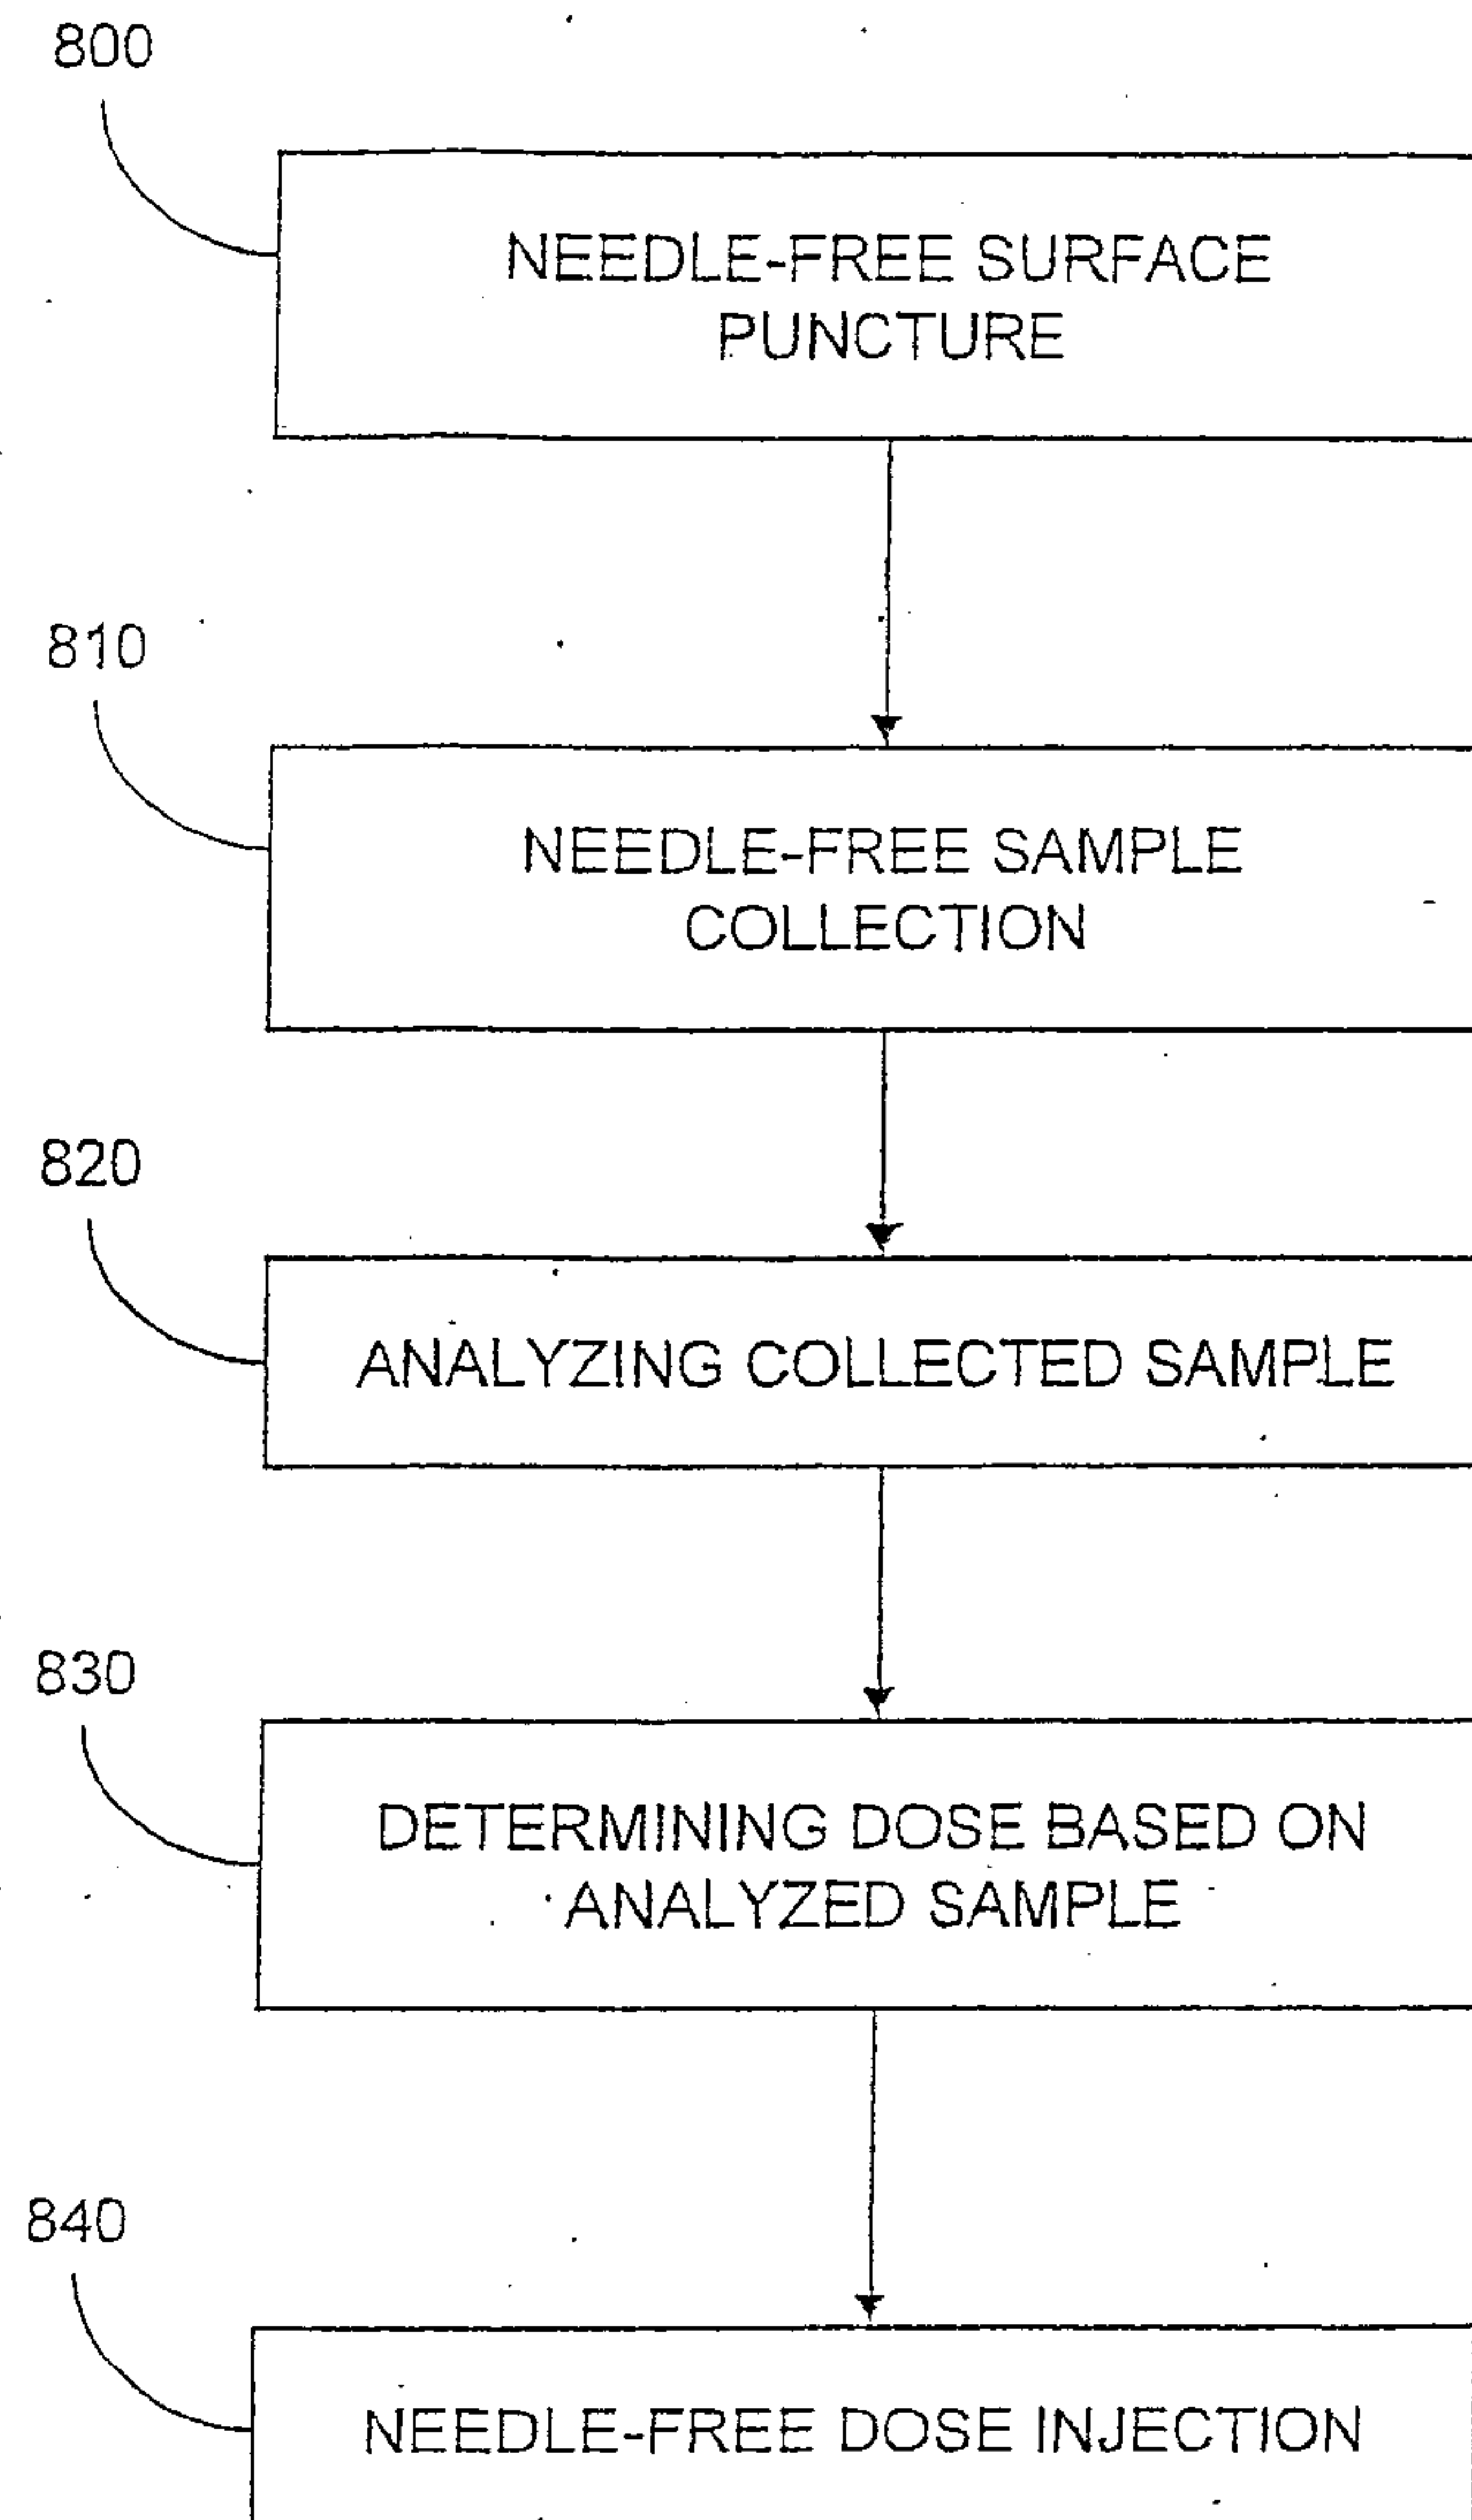 800
NEEDLE-FREE SURFACE
PUNCTURE
810
NEEDLE-FREE SAMPLE
COLLECTION
820
ANALYZING COLLECTED SAMPLE
830
DETERMINING DOSE BASED ON
ANALYZED SAMPLE
840
NEEDLE-FREE DOSE INJECTION